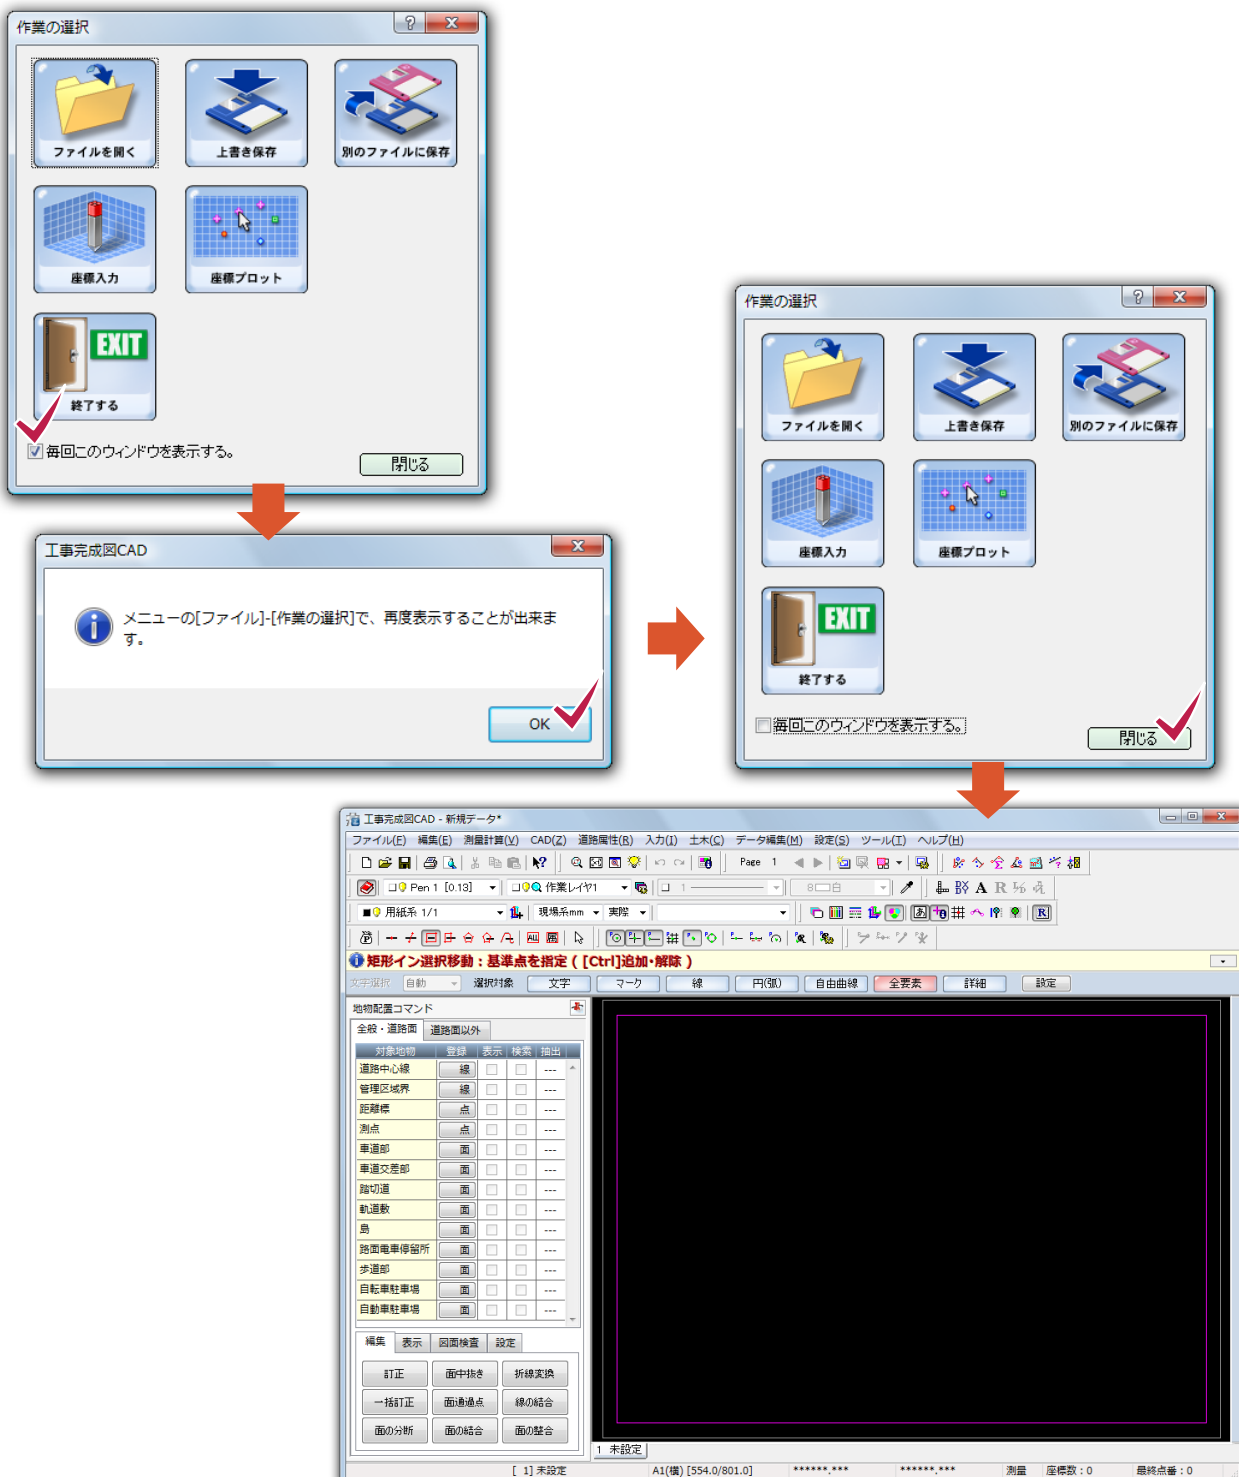 作業の選択
ファイルを開く
上書き保存
別のファイルに保存
座標入力
座標プロット
EXIT
終了する
毎回このウィンドウを表示する。
閉じる
工事完成図CAD
メニューの[ファイル]-[作業の選択]で、再度表示することが出来ま
す。
OK
作業の選択
ファイルを開く
上書き保存
別のファイルに保存
座標入力
座標プロット
EXIT
終了する
毎回このウィンドウを表示する。
閉じる
工事完成図CAD - 新規データ*
ファイル(F) 編集(E) 測量計算(V) CAD(Z) 道路属性(R) 入力(I) 土木(C) データ編集(M) 設定(S) ツール(T) ヘルプ(H)
Page 1
Pen 1 [0.13] 作業レイヤ1 1 8
用紙系 1/1 現場系mm 実際
矩形イン選択移動：基準点を指定 ( [Ctrl]追加・解除 )
文字選択 自動 選択対象 文字 マーク 線 円(弧) 自由曲線 全要素 詳細 設定
地物配置コマンド
全般・道路面 道路面以外
対象地物 登録 表示 検索 抽出
道路中心線 線 ---
管理区域界 線 ---
距離標 点 ---
測点 点 ---
車道部 面 ---
車道交差部 面 ---
踏切道 面 ---
軌道敷 面 ---
島 面 ---
路面電車停留所 面 ---
歩道部 面 ---
自転車駐車場 面 ---
自動車駐車場 面 ---
編集 表示 図面検査 設定
訂正 面中抜き 折線変換
一括訂正 面通過点 線の結合
面の分断 面の結合 面の整合
1 未設定
[ 1] 未設定 A1(横) [554.0/801.0] ******.*** ******.*** 測量 座標数：0 最終点番：0